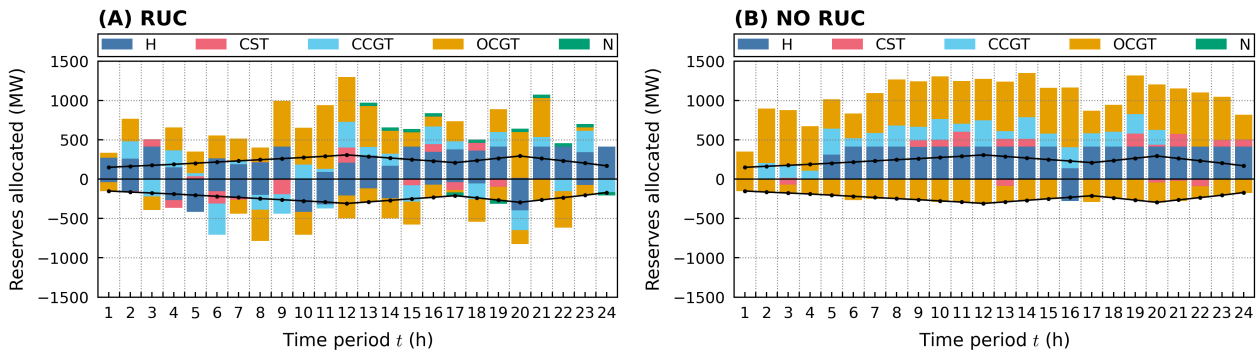 (A) RUC
H CST CCGT OCGT N
Reserves allocated (MW)
1500
1000
500
0
−500
−1000
−1500
1 2 3 4 5 6 7 8 9 10 11 12 13 14 15 16 17 18 19 20 21 22 23 24
Time period t (h)
(B) NO RUC
H CST CCGT OCGT N
Reserves allocated (MW)
1500
1000
500
0
−500
−1000
−1500
1 2 3 4 5 6 7 8 9 10 11 12 13 14 15 16 17 18 19 20 21 22 23 24
Time period t (h)